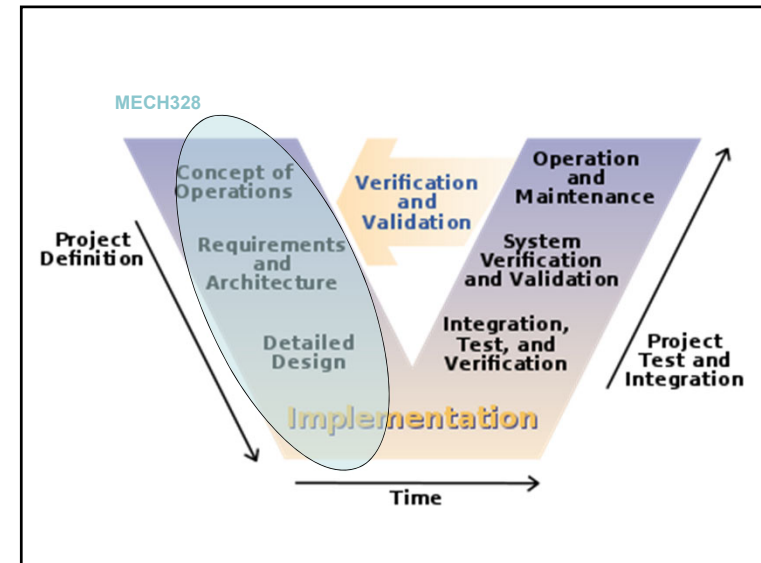 MECH328
Concept of
Operations
Requirements
and
Architecture
Detailed
Design
Project
Definition
Verification
and
Validation
Operation
and
Maintenance
System
Verification
and Validation
Integration,
Test, and
Verification
Project
Test and
Integration
Implementation
Time